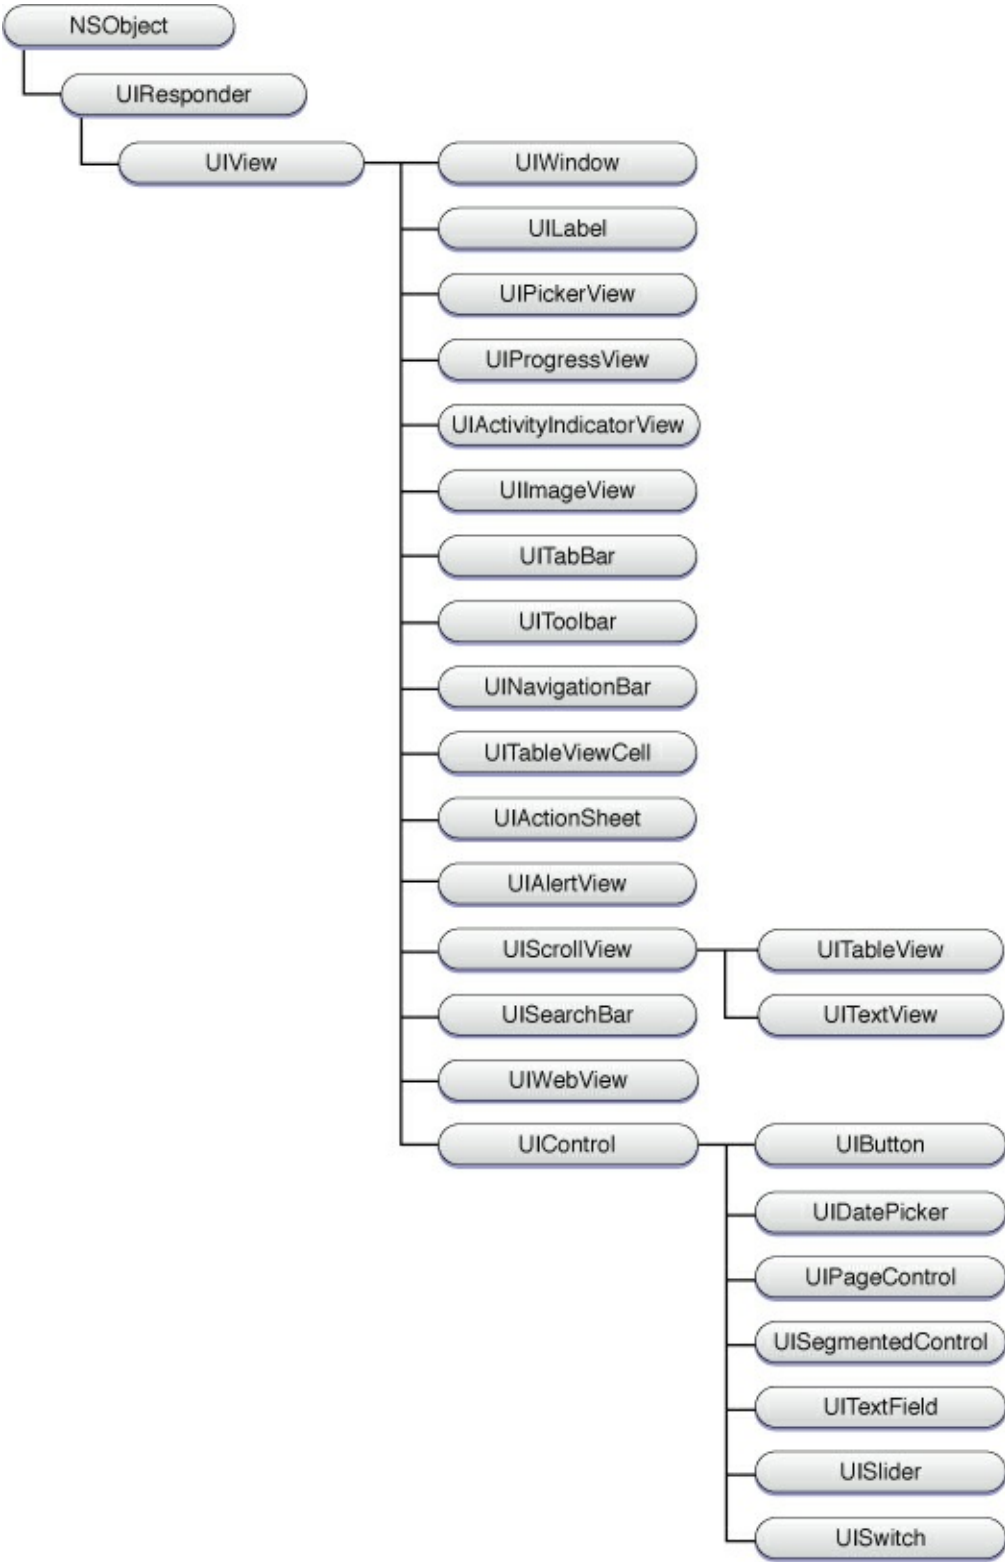 NSObject
UIResponder
UIView
UIWindow
UILabel
UIPickerView
UIProgressView
UIActivityIndicatorView
UIImageView
UITabBar
UIToolbar
UINavigationBar
UITableViewCell
UIActionSheet
UIAlertView
UIScrollView
UITableView
UISearchBar
UITextView
UIWebView
UIControl
UIButton
UIDatePicker
UIPageControl
UISegmentedControl
UITextField
UISlider
UISwitch